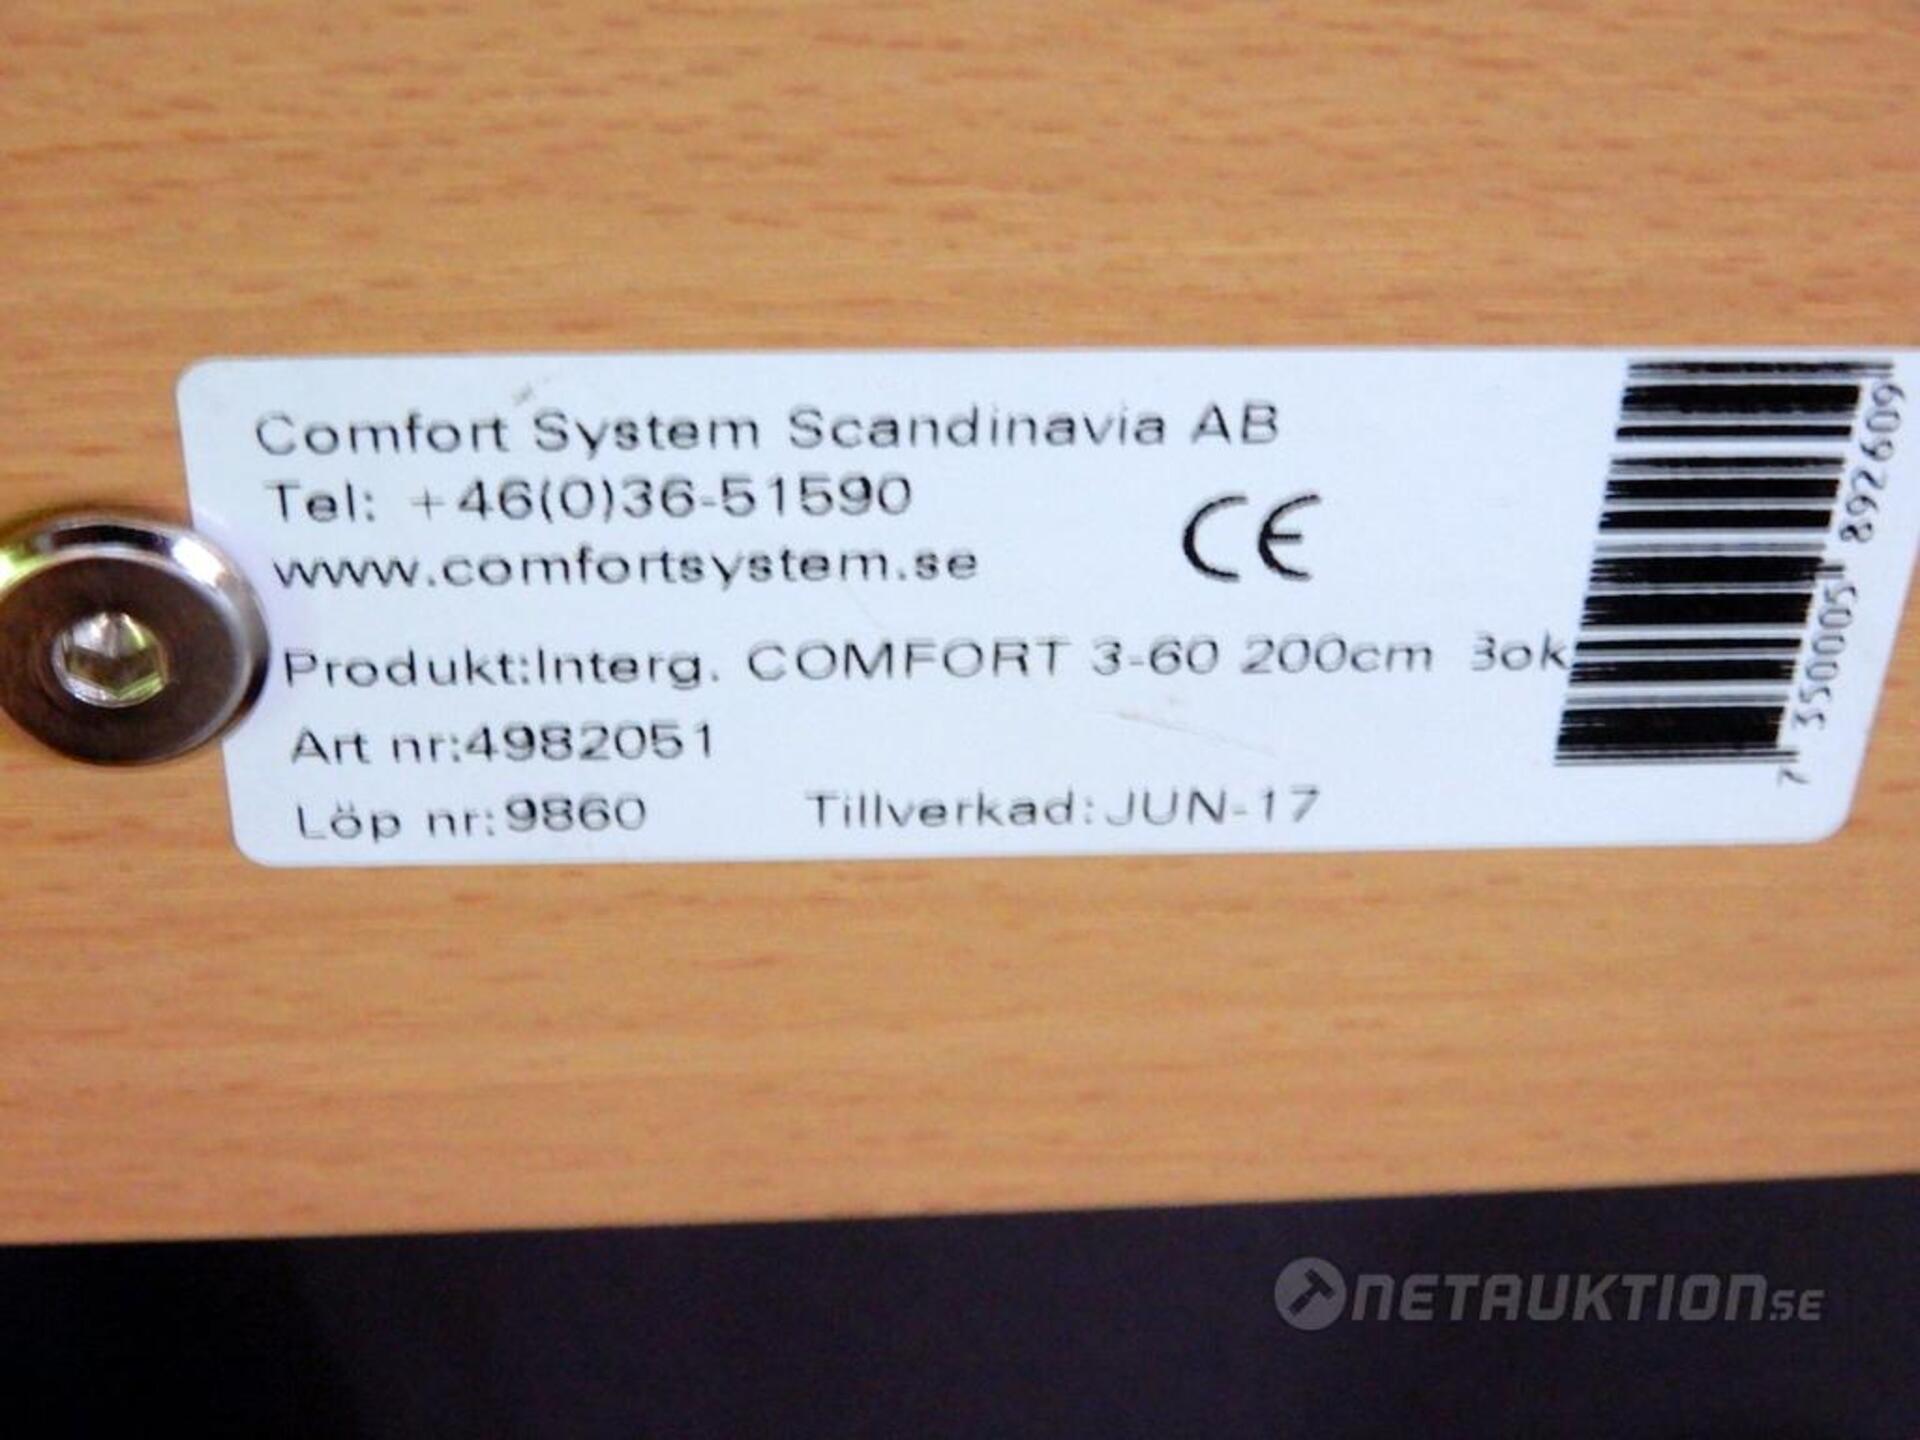 Comfort System Scandinavia AB
Tel: +46(0)36-51590
www.comfortsystem.se
CE
Produkt:Interg. COMFORT 3-60 200cm Bok
Art nr:4982051
Löp nr:9860 Tillverkad:JUN-17
7 350005 892609
NETAUKTION.SE